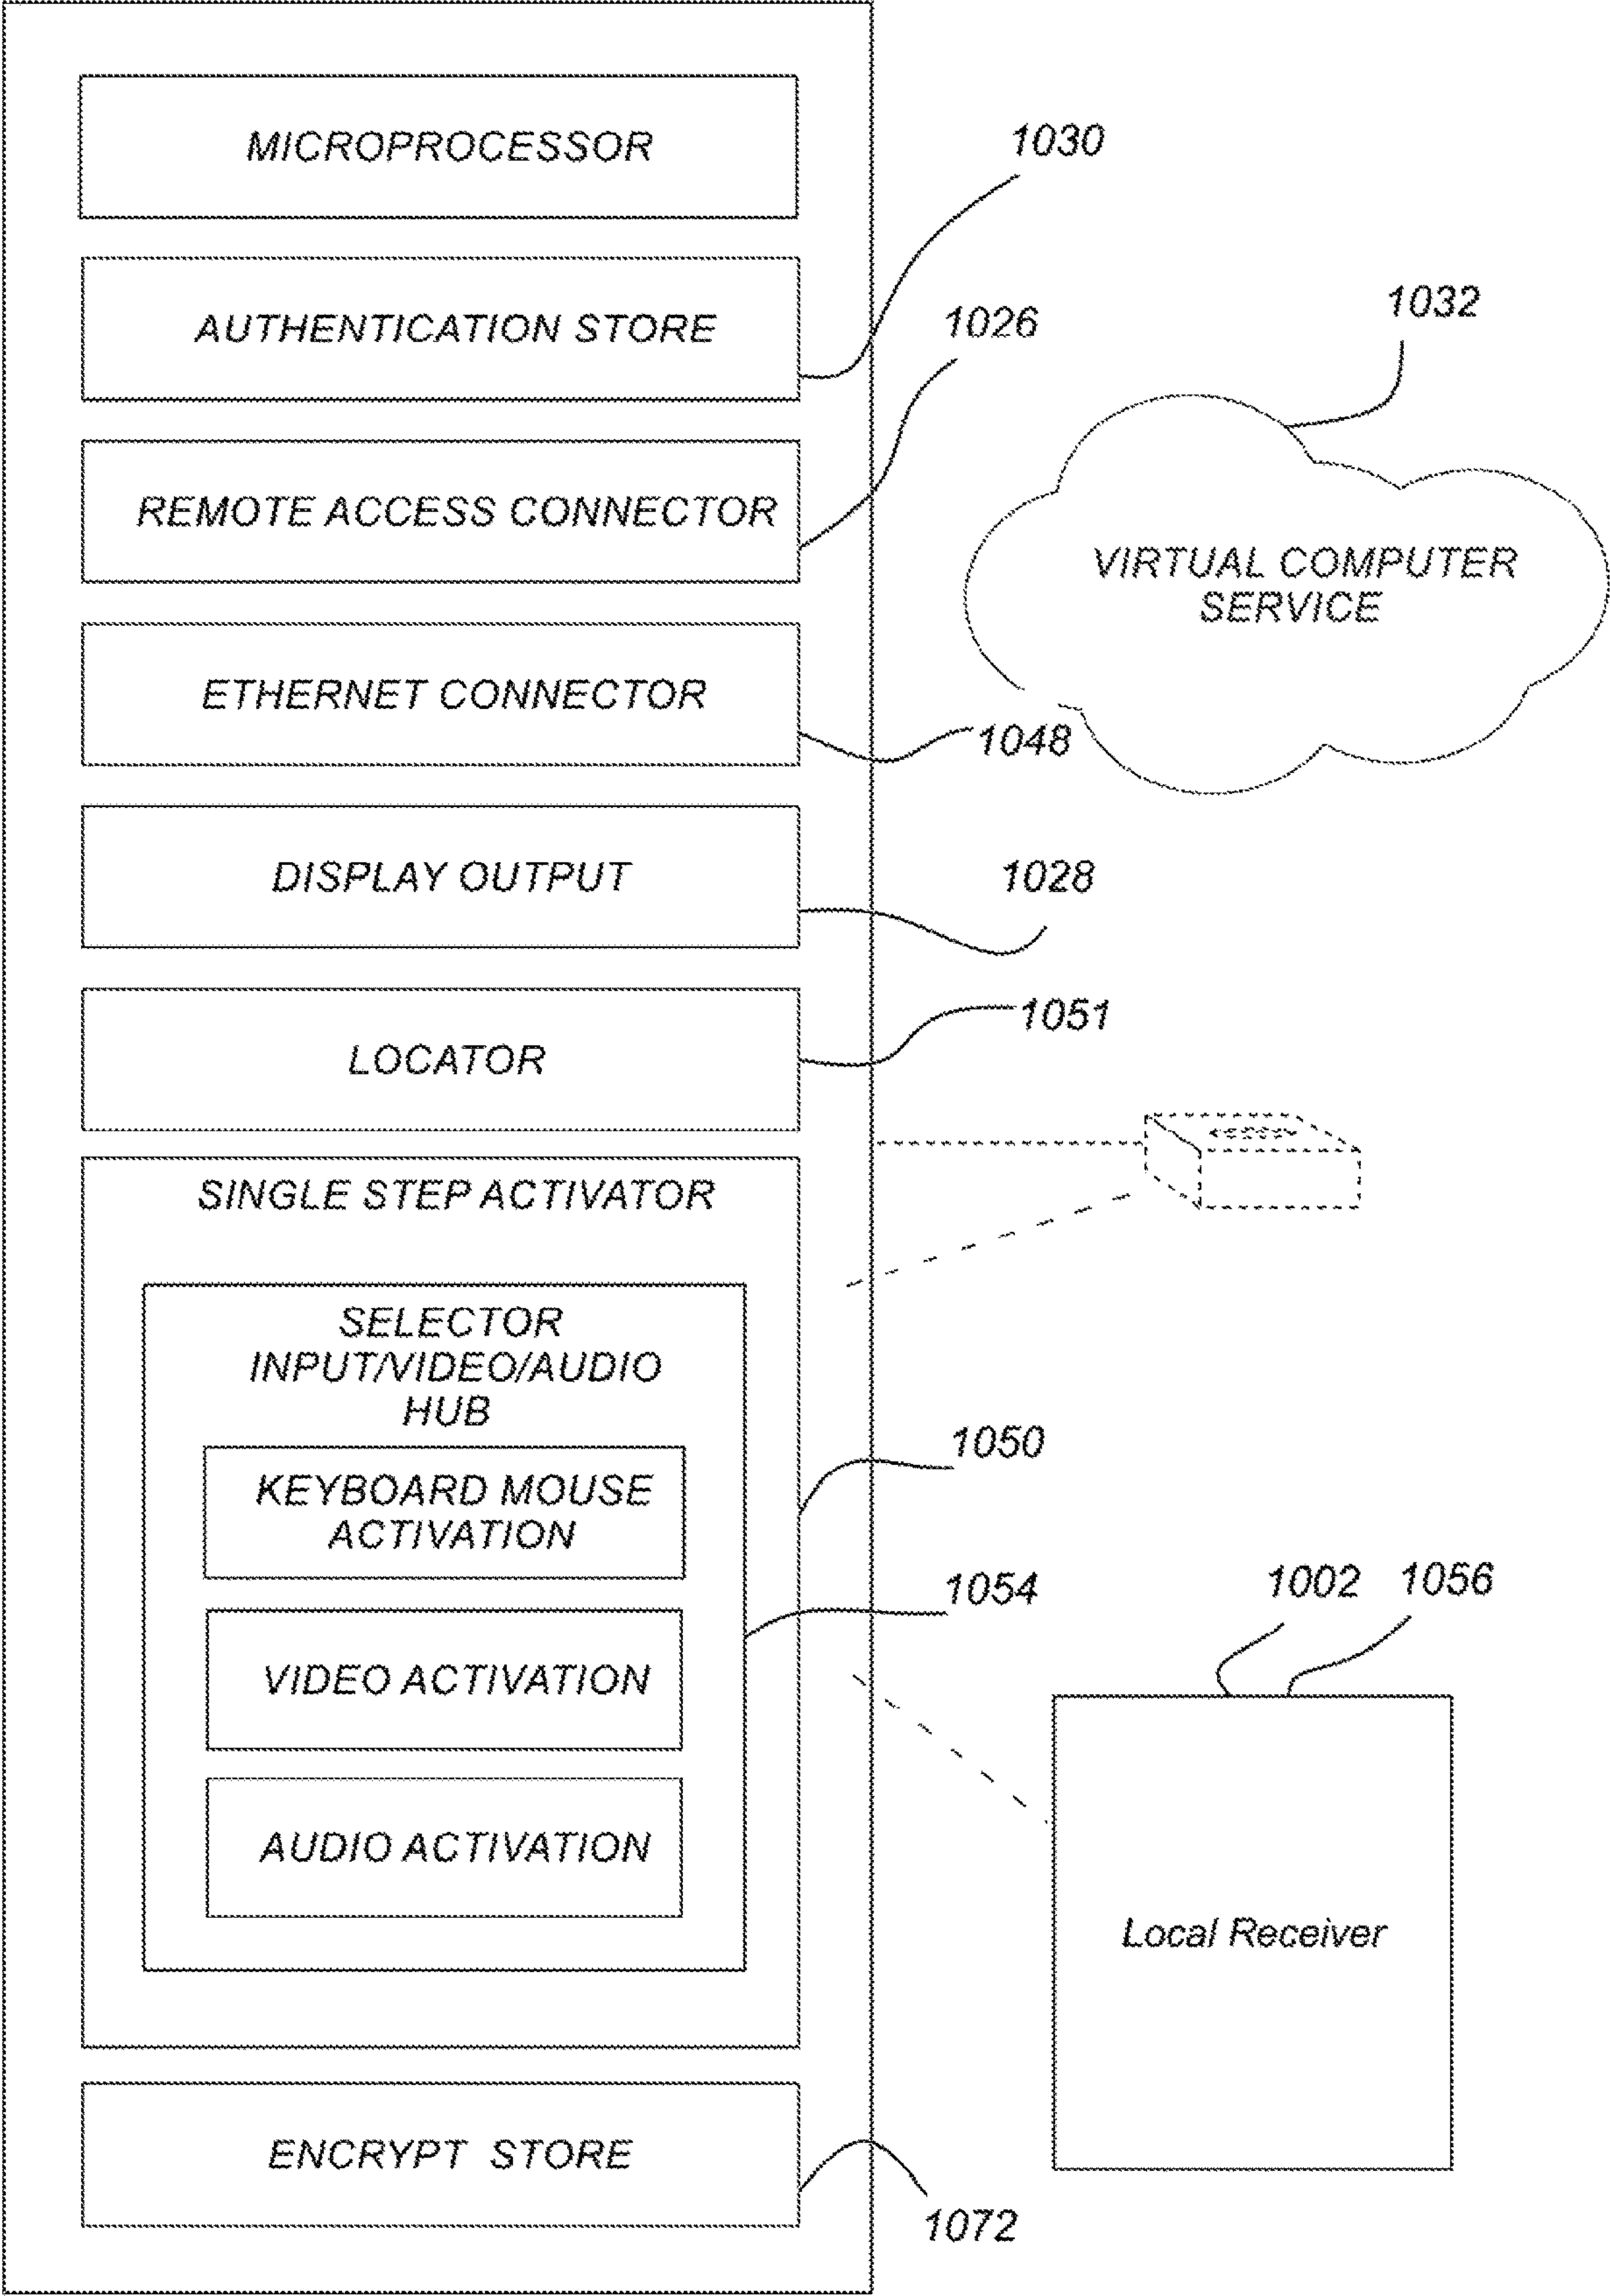 MICROPROCESSOR
1030
AUTHENTICATION STORE
1026
1032
REMOTE ACCESS CONNECTOR
VIRTUAL COMPUTER
SERVICE
ETHERNET CONNECTOR
1048
DISPLAY OUTPUT
1028
1051
LOCATOR
SINGLE STEP ACTIVATOR
SELECTOR
INPUT/VIDEO/AUDIO
HUB
1050
KEYBOARD MOUSE
ACTIVATION
1054
1002
1056
VIDEO ACTIVATION
AUDIO ACTIVATION
Local Receiver
ENCRYPT STORE
1072